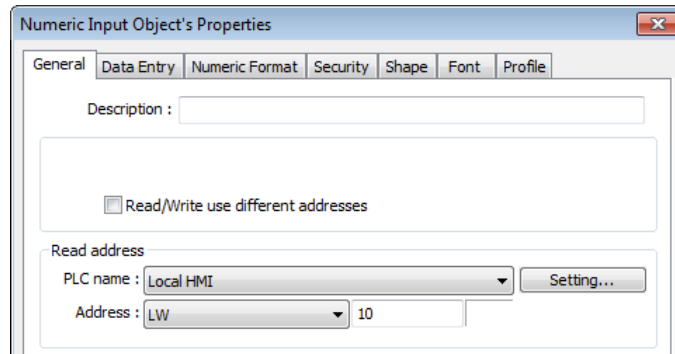 Numeric Input Object's Properties
General Data Entry Numeric Format Security Shape Font Profile
Description :
Read/Write use different addresses
Read address
PLC name : Local HMI Setting...
Address : LW 10